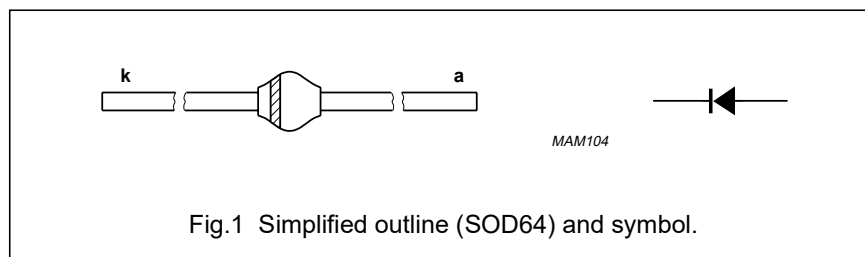 k
a
MAM104
Fig.1 Simplified outline (SOD64) and symbol.